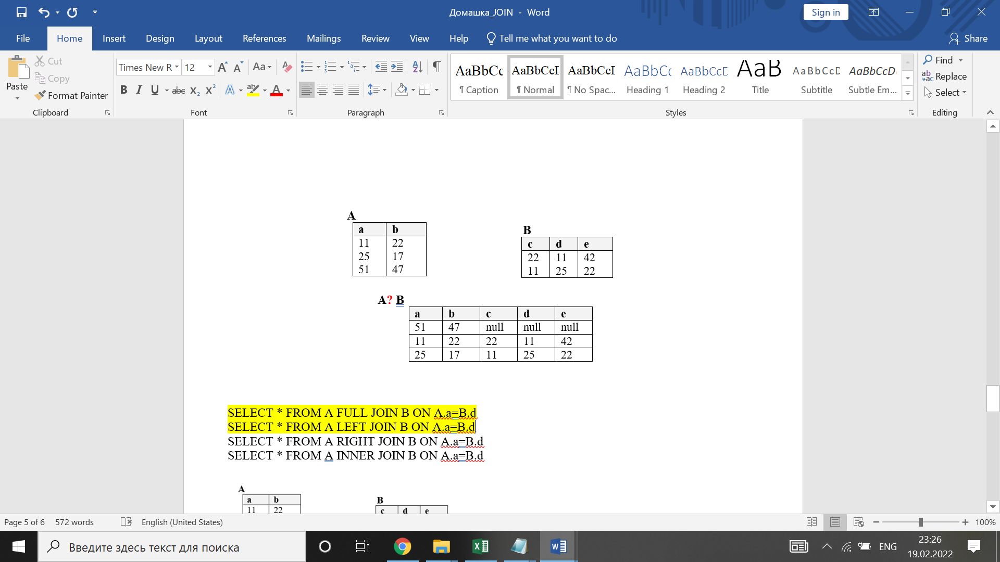 Домашка_JOIN - Word
Sign in
File Home Insert Design Layout References Mailings Review View Help Tell me what you want to do Share
Paste
Cut
Copy
Format Painter
Clipboard
Times New R 12
Font
Paragraph
AaBbCc AaBbCcI AaBbCcI AaBbCc AaBbCcD AaB AaBbCcD AaBbCcD
¶ Caption ¶ Normal ¶ No Spac... Heading 1 Heading 2 Title Subtitle Subtle Em...
Styles
Find
Replace
Select
Editing
A
a b
11 22
25 17
51 47
B
c d e
22 11 42
11 25 22
A? B
a b c d e
51 47 null null null
11 22 22 11 42
25 17 11 25 22
SELECT * FROM A FULL JOIN B ON A.a=B.d
SELECT * FROM A LEFT JOIN B ON A.a=B.d
SELECT * FROM A RIGHT JOIN B ON A.a=B.d
SELECT * FROM A INNER JOIN B ON A.a=B.d
A
a b
11 22
B
c d e
Page 5 of 6 572 words English (United States) 100%
Введите здесь текст для поиска
ENG
23:26
19.02.2022